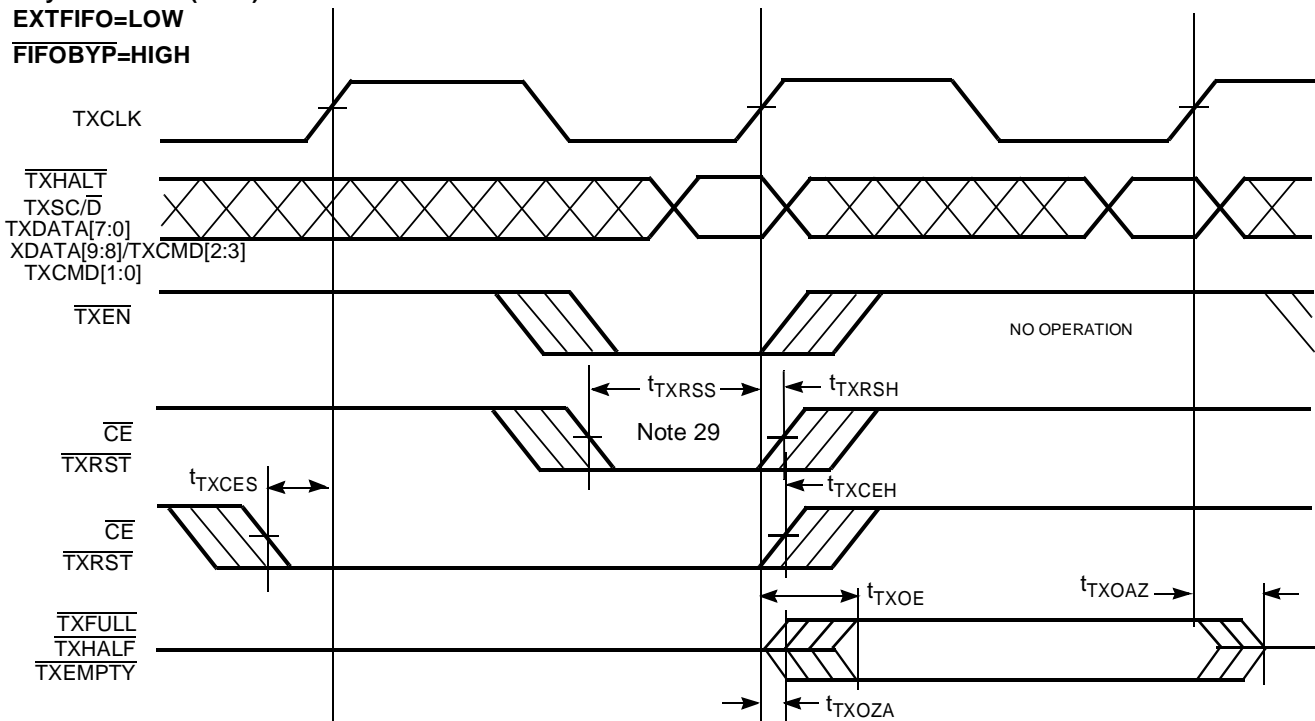 EXTFIFO=LOW
FIFOBYP=HIGH
TXCLK
TXHALT
TXSC/D
TXDATA[7:0]
XDATA[9:8]/TXCMD[2:3]
TXCMD[1:0]
TXEN
NO OPERATION
tTXRSS
tTXRSH
CE
Note 29
TXRST
tTXCES
tTXCEH
CE
TXRST
tTXOE
tTXOAZ
TXFULL
TXHALF
TXEMPTY
tTXOZA